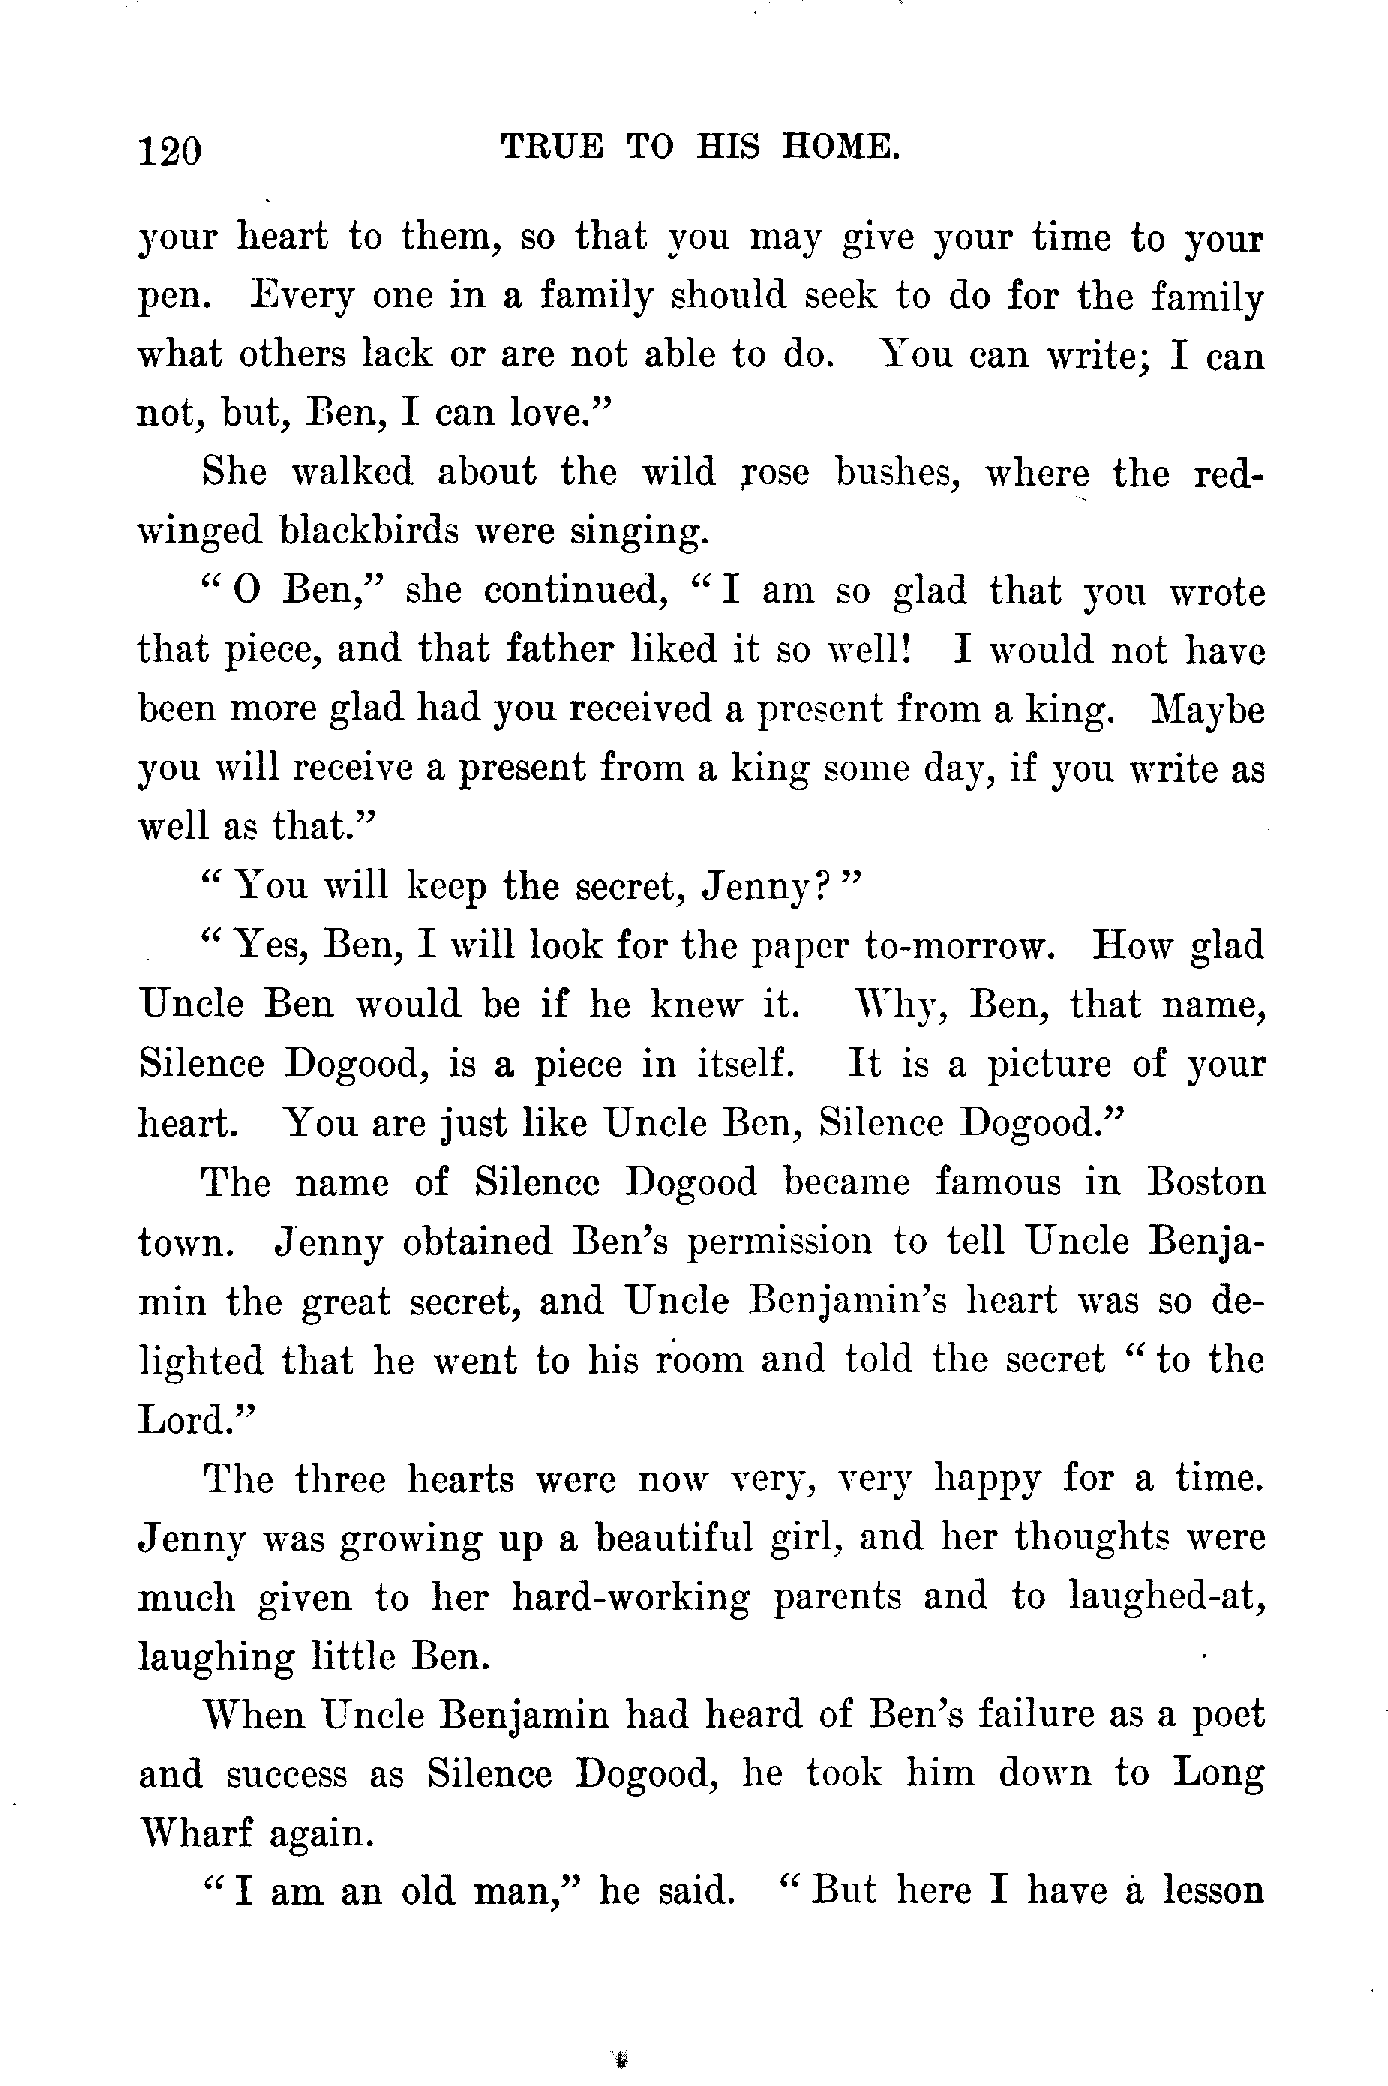 120 TRUE TO HIS HOME.
your heart to them, so that you may give your time to your
pen. Every one in a family should seek to do for the family
what others lack or are not able to do. You can write; I can
not, but, Ben, I can love.”
She walked about the wild rose bushes, where the red-
winged blackbirds were singing.
“ O Ben,” she continued, “ I am so glad that you wrote
that piece, and that father liked it so well! I would not have
been more glad had you received a present from a king. Maybe
you will receive a present from a king some day, if you write as
well as that.”
“ You will keep the secret, Jenny? ”
“ Yes, Ben, I will look for the paper to-morrow. How glad
Uncle Ben would be if he knew it. Why, Ben, that name,
Silence Dogood, is a piece in itself. It is a picture of your
heart. You are just like Uncle Ben, Silence Dogood.”
The name of Silence Dogood became famous in Boston
town. Jenny obtained Ben’s permission to tell Uncle Benja-
min the great secret, and Uncle Benjamin’s heart was so de-
lighted that he went to his room and told the secret “ to the
Lord.”
The three hearts were now very, very happy for a time.
Jenny was growing up a beautiful girl, and her thoughts were
much given to her hard-working parents and to laughed-at,
laughing little Ben.
When Uncle Benjamin had heard of Ben’s failure as a poet
and success as Silence Dogood, he took him down to Long
Wharf again.
“ I am an old man,” he said. “ But here I have a lesson